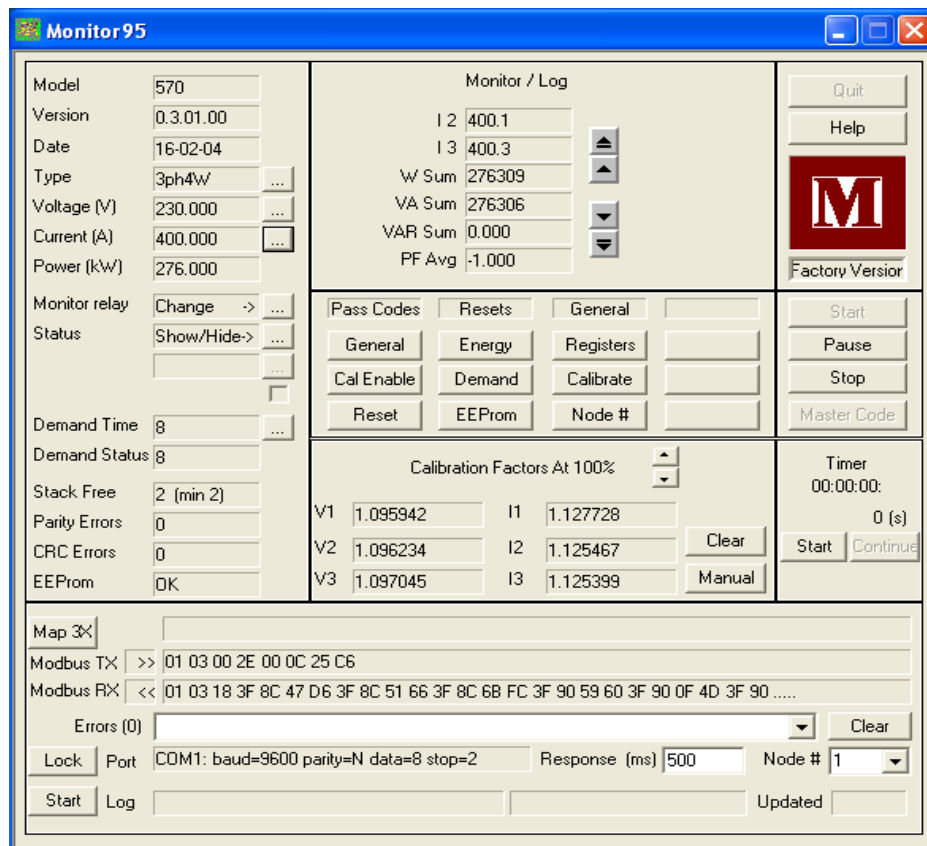 Monitor95
Model 570
Version 0.3.01.00
Date 16-02-04
Type 3ph4W ...
Voltage (V) 230.000 ...
Current (A) 400.000 ...
Power (kW) 276.000
Monitor relay Change -> ...
Status Show/Hide-> ...
...
Demand Time 8 ...
Demand Status 8
Stack Free 2 (min 2)
Parity Errors 0
CRC Errors 0
EEProm OK
Monitor / Log
I 2 400.1
I 3 400.3
W Sum 276309
VA Sum 276306
VAR Sum 0.000
PF Avg -1.000
Quit
Help
M
Factory Versior
Pass Codes Resets General
General Energy Registers
Cal Enable Demand Calibrate
Reset EEProm Node #
Start
Pause
Stop
Master Code
Calibration Factors At 100%
V1 1.095942 I1 1.127728
V2 1.096234 I2 1.125467 Clear
V3 1.097045 I3 1.125399 Manual
Timer
00:00:00:
0 (s)
Start Continue
Map 3X
Modbus TX >> 01 03 00 2E 00 0C 25 C6
Modbus RX << 01 03 18 3F 8C 47 D6 3F 8C 51 66 3F 8C 6B FC 3F 90 59 60 3F 90 0F 4D 3F 90 .....
Errors (0) Clear
Lock Port COM1: baud=9600 parity=N data=8 stop=2 Response (ms) 500 Node # 1
Start Log Updated